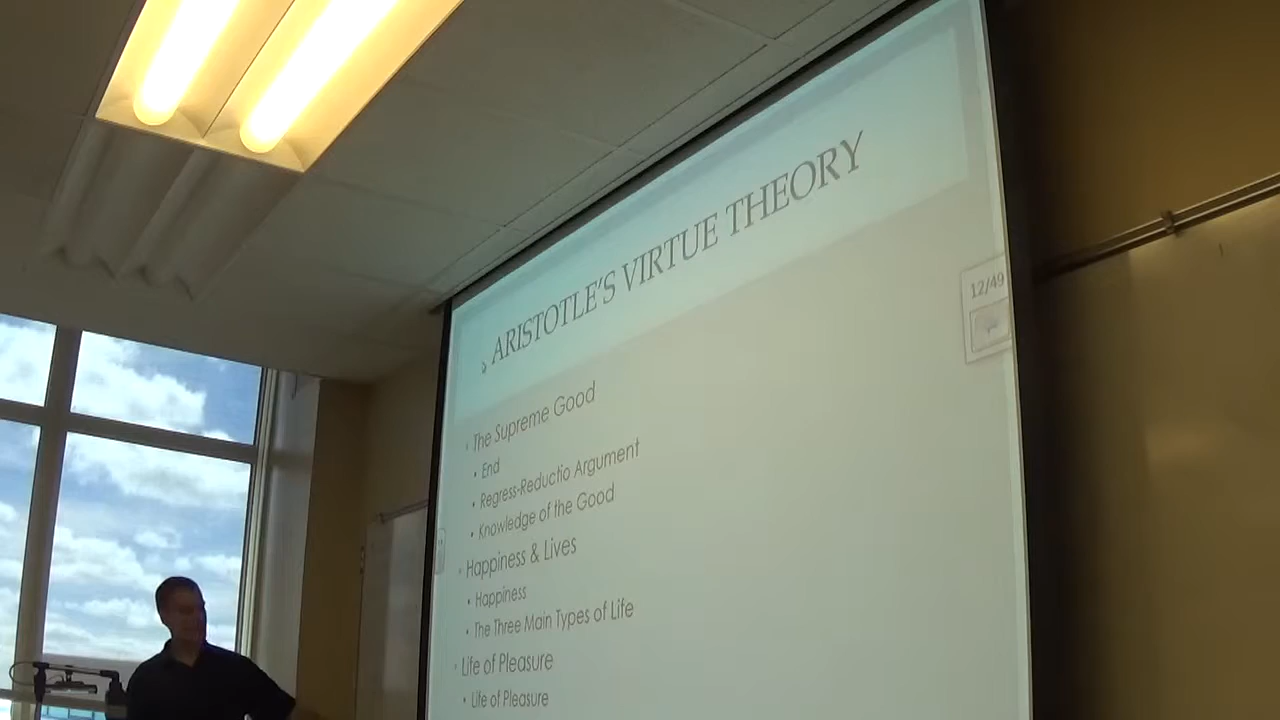 ARISTOTLE'S VIRTUE THEORY
12/49
The Supreme Good
End
Regress-Reductio Argument
Knowledge of the Good
Happiness & Lives
Happiness
The Three Main Types of Life
Life of Pleasure
Life of Pleasure